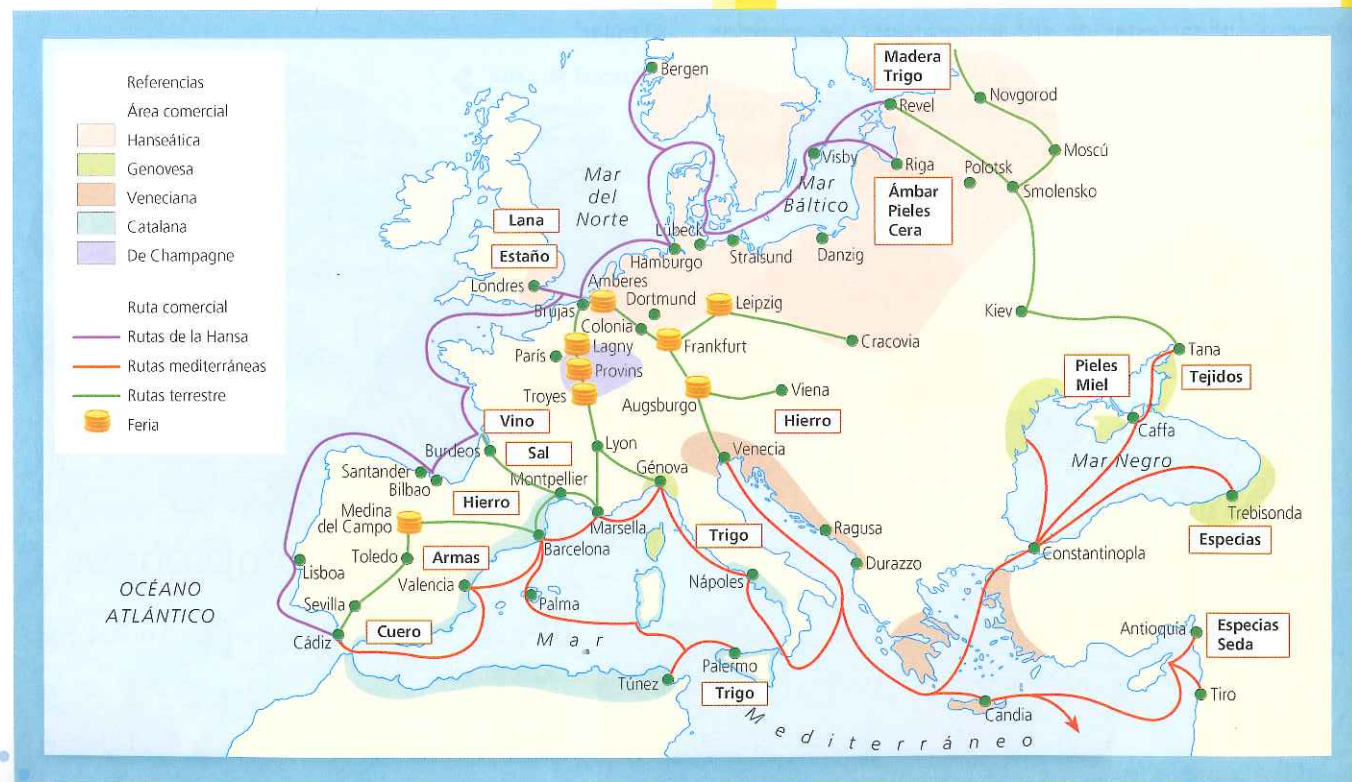 Referencias
Área comercial
Hanseática
Genovesa
Veneciana
Catalana
De Champagne
Ruta comercial
Rutas de la Hansa
Rutas mediterráneas
Rutas terrestre
Feria
Bergen
Madera
Trigo
Revel
Novgorod
Moscú
Visby
Riga
Polotsk
Smolensko
Mar
del
Norte
Mar
Báltico
Ámbar
Pieles
Cera
Lana
Estaño
Lübeck
Hamburgo
Stralsund
Danzig
Londres
Amberes
Brujas
Dortmund
Leipzig
Colonia
Kiev
París
Lagny
Frankfurt
Cracovia
Provins
Troyes
Augsburgo
Viena
Hierro
Tana
Pieles
Miel
Tejidos
Caffa
Mar Negro
Trebisonda
Especias
Vino
Burdeos
Sal
Lyon
Génova
Venecia
Santander
Bilbao
Hierro
Montpellier
Medina
del Campo
Marsella
Trigo
Ragusa
Barcelona
Toledo
Armas
Lisboa
Valencia
Nápoles
Durazzo
Constantinopla
OCÉANO
ATLÁNTICO
Sevilla
Palma
Cádiz
Cuero
Mar
Palermo
Trigo
Túnez
Antioquia
Especias
Seda
Tiro
Candia
Mediterráneo